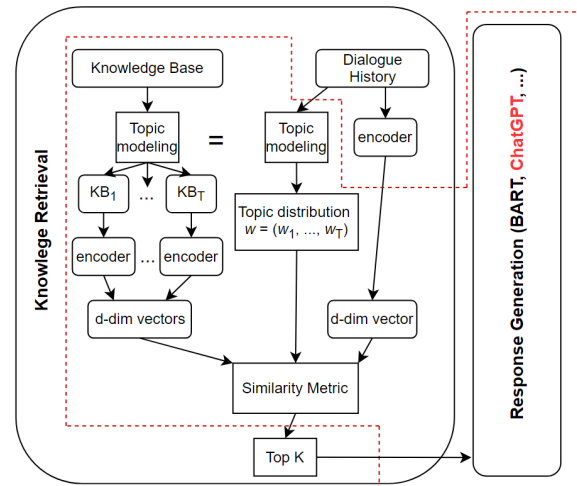 Knowlege Retrieval
Knowledge Base
Dialogue
History
Topic
modeling
=
Topic
modeling
encoder
KB1
...
KBT
Topic distribution
w = (w1, ..., wT)
encoder
...
encoder
d-dim vectors
d-dim vector
Similarity Metric
Top K
Response Generation (BART, ChatGPT, ...)